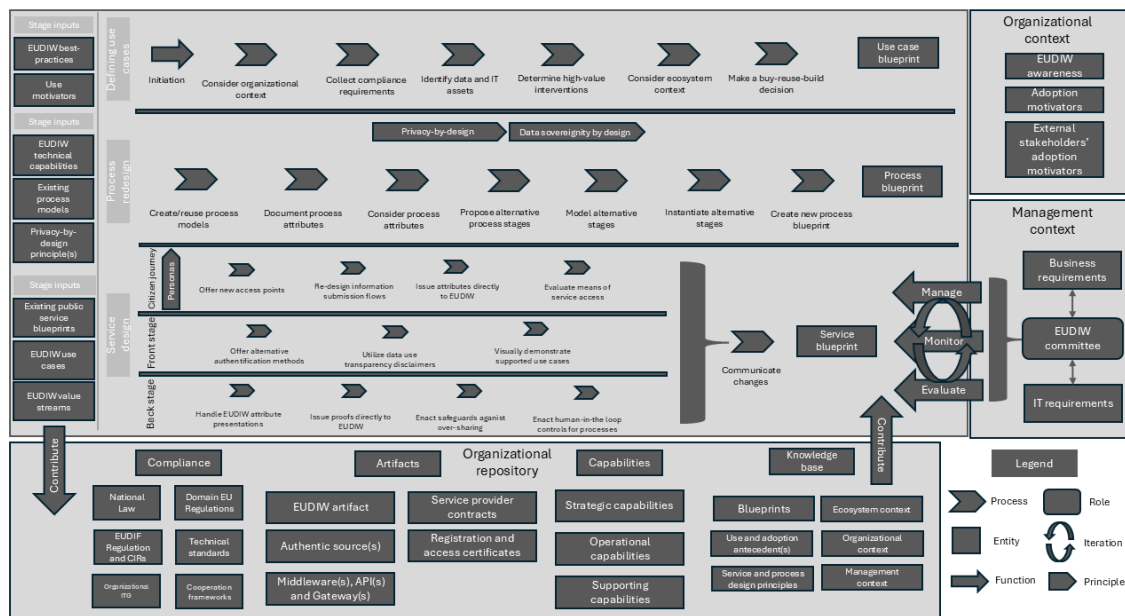 Stage inputs
EUDIW best-
practices
Use
motivators
Defining use
cases
Initiation
Consider organizational
context
Collect compliance
requirements
Identify data and IT
assets
Determine high-value
interventions
Consider ecosystem
context
Make a buy-reuse-build
decision
Use case
blueprint
Privacy-by-design
Data sovereignty by design
Stage inputs
EUDIW
technical
capabilities
Existing
process models
Privacy-by-
design
principle(s)
Process
redesign
Create/reuse process
models
Document process
attributes
Consider process
attributes
Propose alternative
process stages
Model alternative
stages
Instantiate alternative
stages
Create new process
blueprint
Process
blueprint
Stage inputs
Existing public
service
blueprints
EUDIW use
cases
EUDIW value
streams
Service
design
Citizen journey
Personas
Offer new access points
Re-design information
submission flows
Issue attributes directly
to EUDIW
Evaluate means of
service access
Front stage
Offer alternative
authentification methods
Utilize data use
transparency disclaimers
Visually demonstrate
supported use cases
Back stage
Handle EUDIW attribute
presentations
Issue proofs directly to
EUDIW
Enact safeguards aganist
over-sharing
Enact human-in-the loop
controls for processes
Communicate
changes
Service
blueprint
Manage
Monitor
Evaluate
Organizational
context
EUDIW
awareness
Adoption
motivators
External
stakeholders'
adoption
motivators
Management
context
Business
requirements
EUDIW
committee
IT requirements
Contribute
Contribute
Organizational
repository
Compliance
National
Law
Domain EU
Regulations
EUDIF
Regulation
and CIRs
Technical
standards
Organizational
ITG
Cooperation
frameworks
Artifacts
EUDIW artifact
Service provider
contracts
Authentic source(s)
Registration and
access certificates
Middleware(s), API(s)
and Gateway(s)
Capabilities
Strategic capabilities
Operational
capabilities
Supporting
capabilities
Knowledge
base
Blueprints
Ecosystem context
Use and adoption
antecedent(s)
Organizational
context
Service and process
design principles
Management
context
Legend
Process
Role
Entity
Iteration
Function
Principle